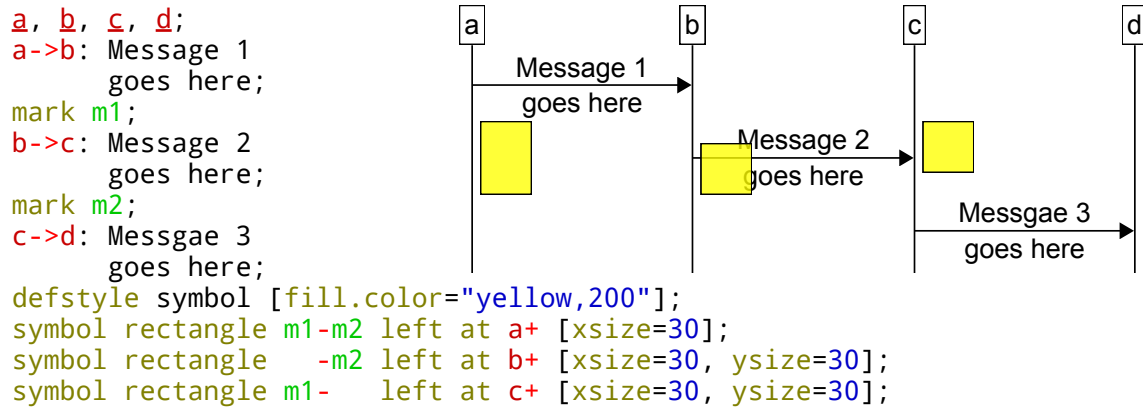 a, b, c, d;
a->b: Message 1
      goes here;
mark m1;
b->c: Message 2
      goes here;
mark m2;
c->d: Messgae 3
      goes here;
defstyle symbol [fill.color="yellow,200"];
symbol rectangle m1-m2 left at a+ [xsize=30];
symbol rectangle   -m2 left at b+ [xsize=30, ysize=30];
symbol rectangle m1-   left at c+ [xsize=30, ysize=30];
a b c d
Message 1
goes here
Message 2
goes here
Messgae 3
goes here